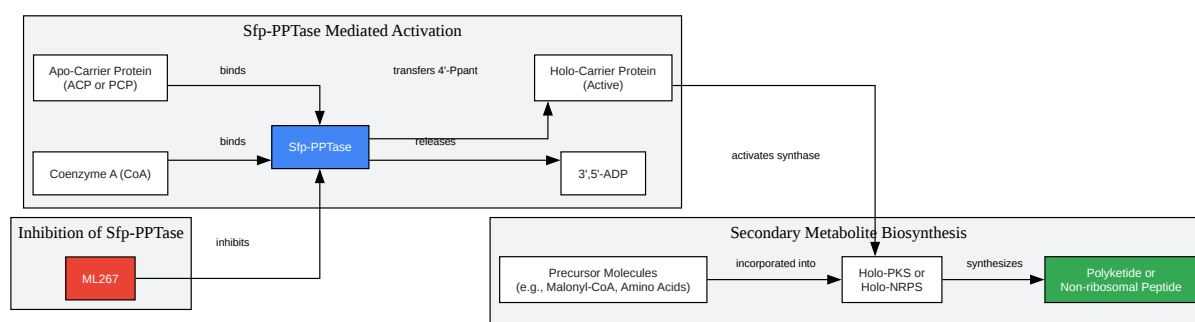 Sfp-PPTase Mediated Activation
Apo-Carrier Protein
(ACP or PCP)
binds
transfers 4'-Ppant
Holo-Carrier Protein
(Active)
Coenzyme A (CoA)
binds
Sfp-PPTase
releases
3',5'-ADP
activates synthase
Inhibition of Sfp-PPTase
ML267
inhibits
Secondary Metabolite Biosynthesis
Precursor Molecules
(e.g., Malonyl-CoA, Amino Acids)
incorporated into
Holo-PKS or
Holo-NRPS
synthesizes
Polyketide or
Non-ribosomal Peptide